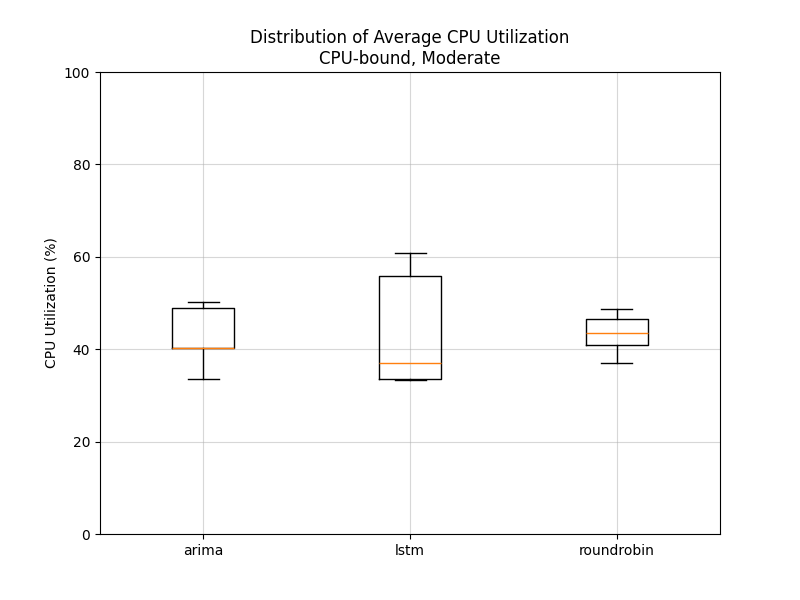 Distribution of Average CPU Utilization
CPU-bound, Moderate
CPU Utilization (%)
100
80
60
40
20
0
arima
lstm
roundrobin